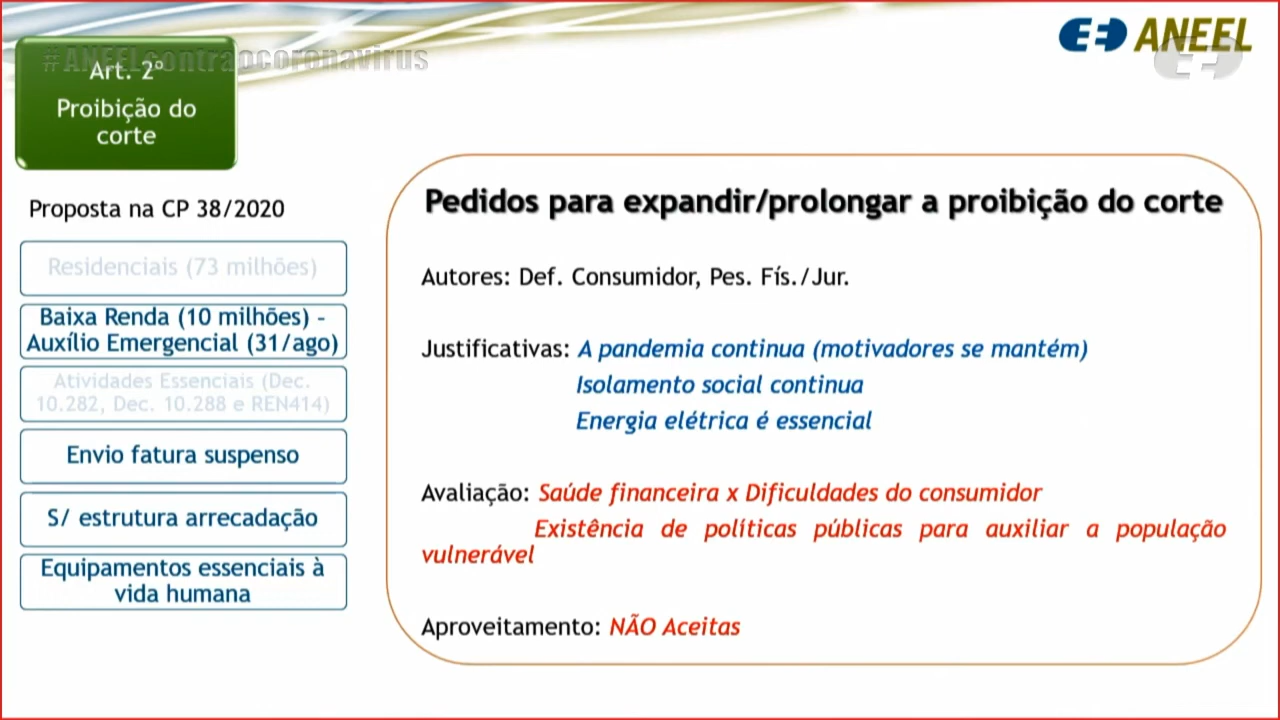 #ANEELcontraocoronavirus
ANEEL
Art. 2º
Proibição do
corte
Proposta na CP 38/2020
Residenciais (73 milhões)
Baixa Renda (10 milhões) –
Auxílio Emergencial (31/ago)
Atividades Essenciais (Dec.
10.282, Dec. 10.288 e REN414)
Envio fatura suspenso
S/ estrutura arrecadação
Equipamentos essenciais à
vida humana
Pedidos para expandir/prolongar a proibição do corte
Autores: Def. Consumidor, Pes. Fís./Jur.
Justificativas: A pandemia continua (motivadores se mantém)
Isolamento social continua
Energia elétrica é essencial
Avaliação: Saúde financeira x Dificuldades do consumidor
Existência de políticas públicas para auxiliar a população
vulnerável
Aproveitamento: NÃO Aceitas